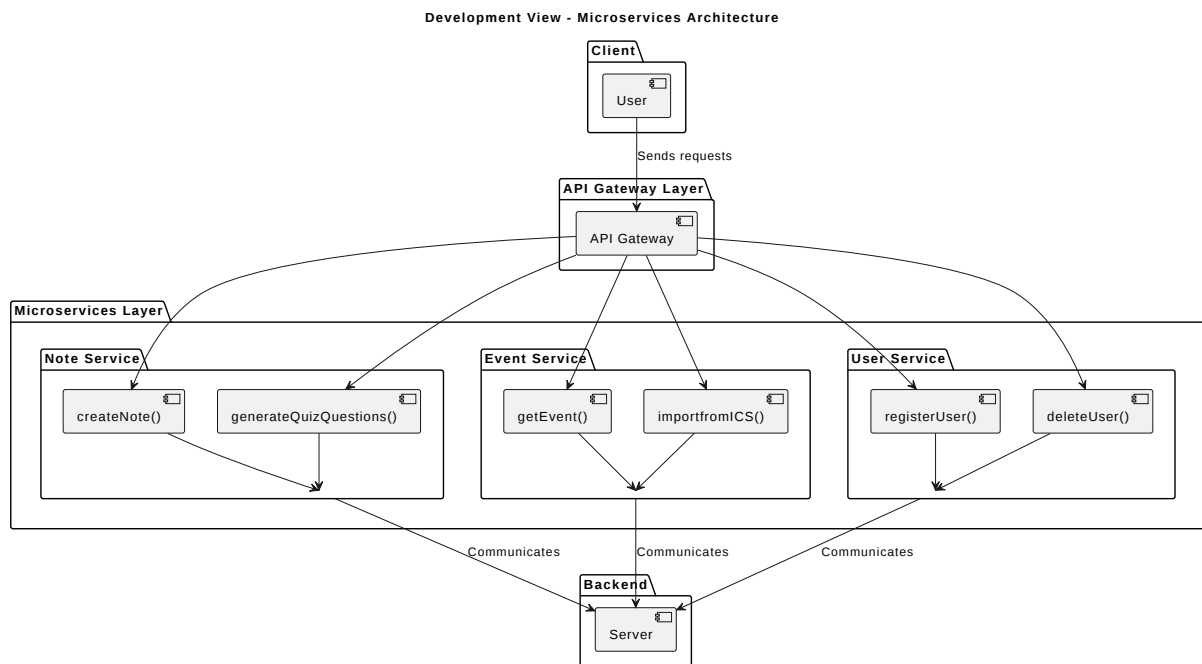 Development View - Microservices Architecture
Client
User
Sends requests
API Gateway Layer
API Gateway
Microservices Layer
Note Service
Event Service
User Service
createNote()
generateQuizQuestions()
getEvent()
importfromICS()
registerUser()
deleteUser()
Communicates
Communicates
Communicates
Backend
Server